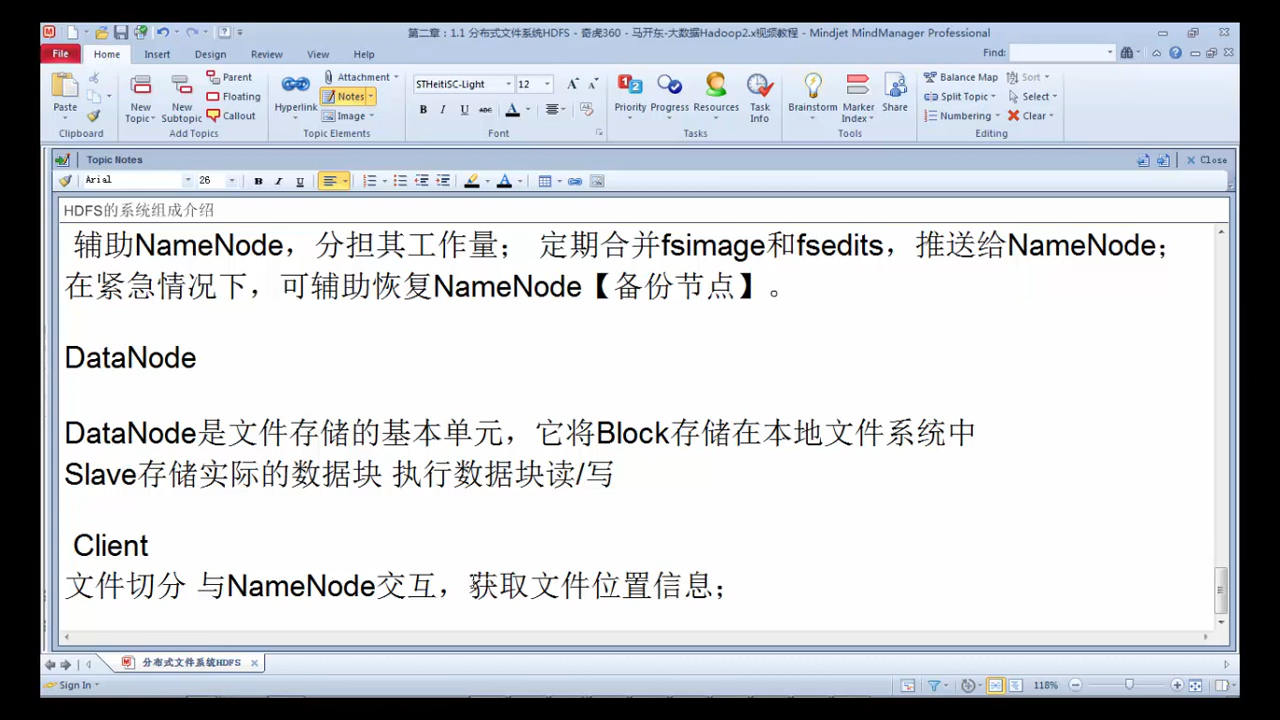 第二章：1.1 分布式文件系统HDFS - 奇虎360 - 马开东-大数据Hadoop2.x视频教程 - Mindjet MindManager Professional
File Home Insert Design Review View Help Find:
Paste
Clipboard
New Topic
New Subtopic
Parent
Floating
Callout
Add Topics
Hyperlink
Attachment
Notes
Image
Topic Elements
STHeitiSC-Light 12
B I U abc A
Font
Priority
Progress
Resources
Task Info
Tasks
Brainstorm
Marker Index
Share
Tools
Balance Map
Split Topic
Numbering
Sort
Select
Clear
Editing
Topic Notes Close
Arial 26 B I U A
HDFS的系统组成介绍
辅助NameNode，分担其工作量； 定期合并fsimage和fsedits，推送给NameNode；
在紧急情况下，可辅助恢复NameNode【备份节点】。
DataNode
DataNode是文件存储的基本单元，它将Block存储在本地文件系统中
Slave存储实际的数据块 执行数据块读/写
Client
文件切分 与NameNode交互，获取文件位置信息；
分布式文件系统HDFS
Sign In 118%